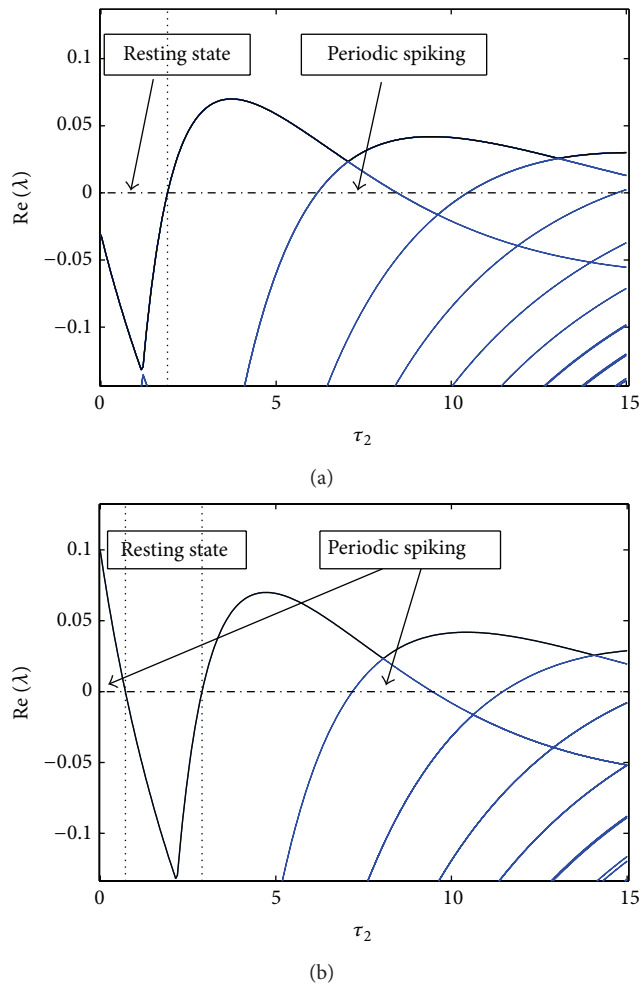 0.1
Resting state
Periodic spiking
0.05
Re (λ)
0
−0.05
−0.1
0
5
10
15
τ2
(a)
0.1
Resting state
Periodic spiking
0.05
Re (λ)
0
−0.05
−0.1
0
5
10
15
τ2
(b)